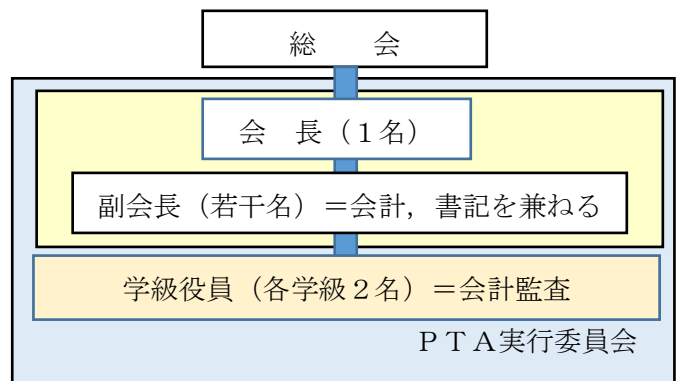 総　　会
会　長（１名）
副会長（若干名）＝会計，書記を兼ねる
学級役員（各学級２名）＝会計監査
ＰＴＡ実行委員会